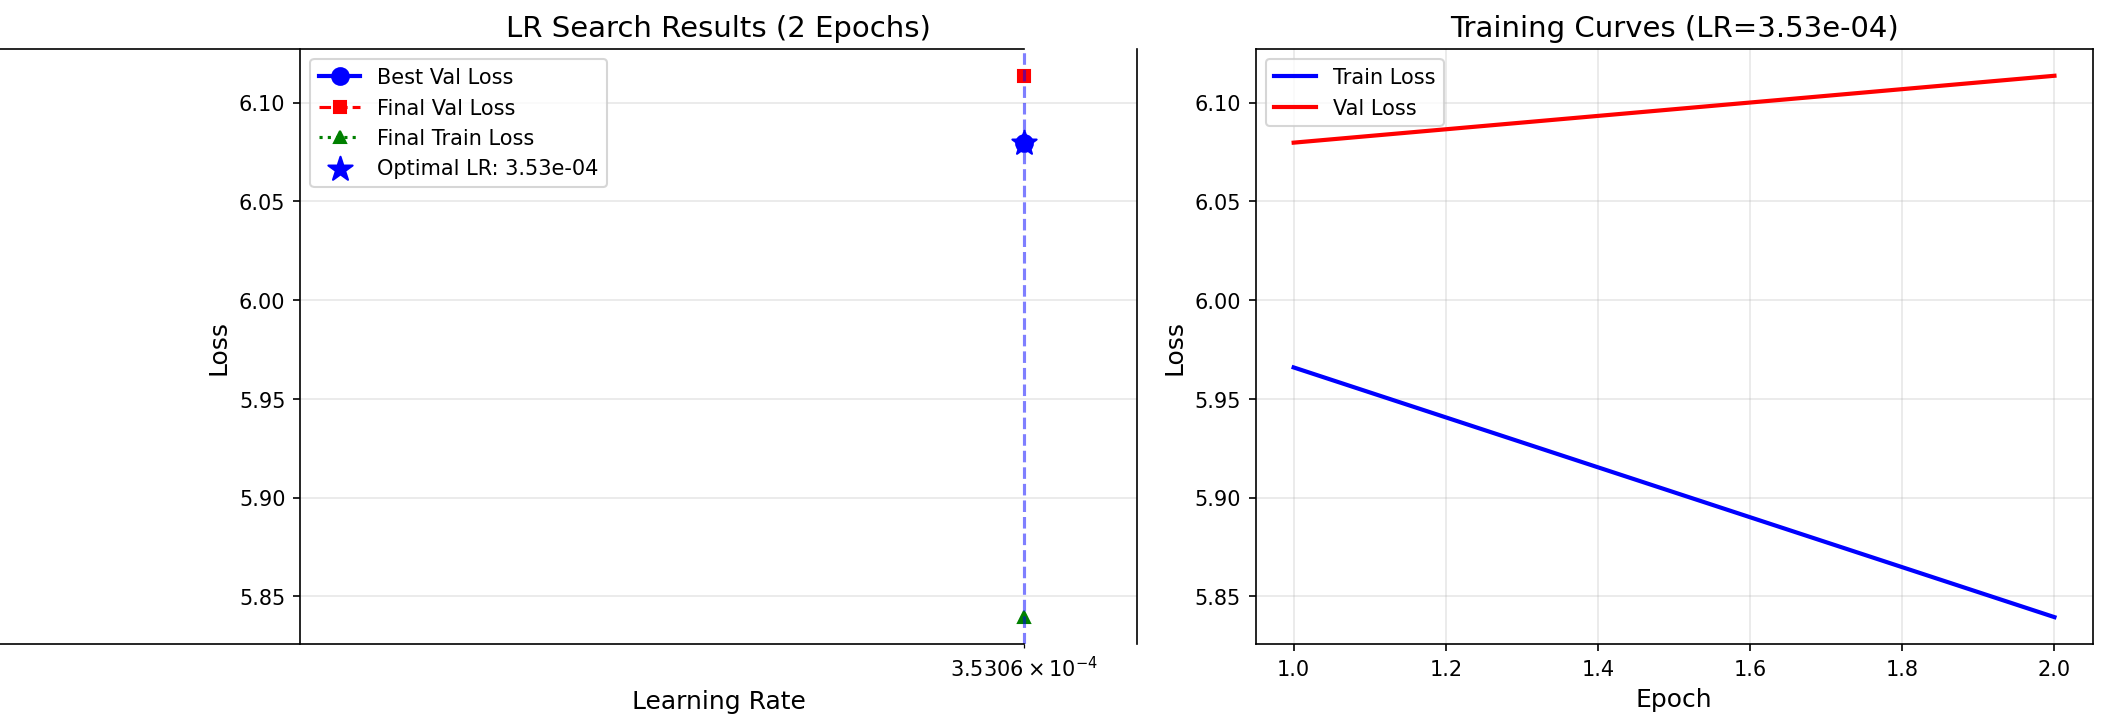 LR Search Results (2 Epochs)
Best Val Loss
Final Val Loss
Final Train Loss
Optimal LR: 3.53e-04
6.10
6.05
6.00
5.95
5.90
5.85
Loss
3.5306 × 10⁻⁴
Learning Rate
Training Curves (LR=3.53e-04)
Train Loss
Val Loss
6.10
6.05
6.00
5.95
5.90
5.85
Loss
1.0 1.2 1.4 1.6 1.8 2.0
Epoch